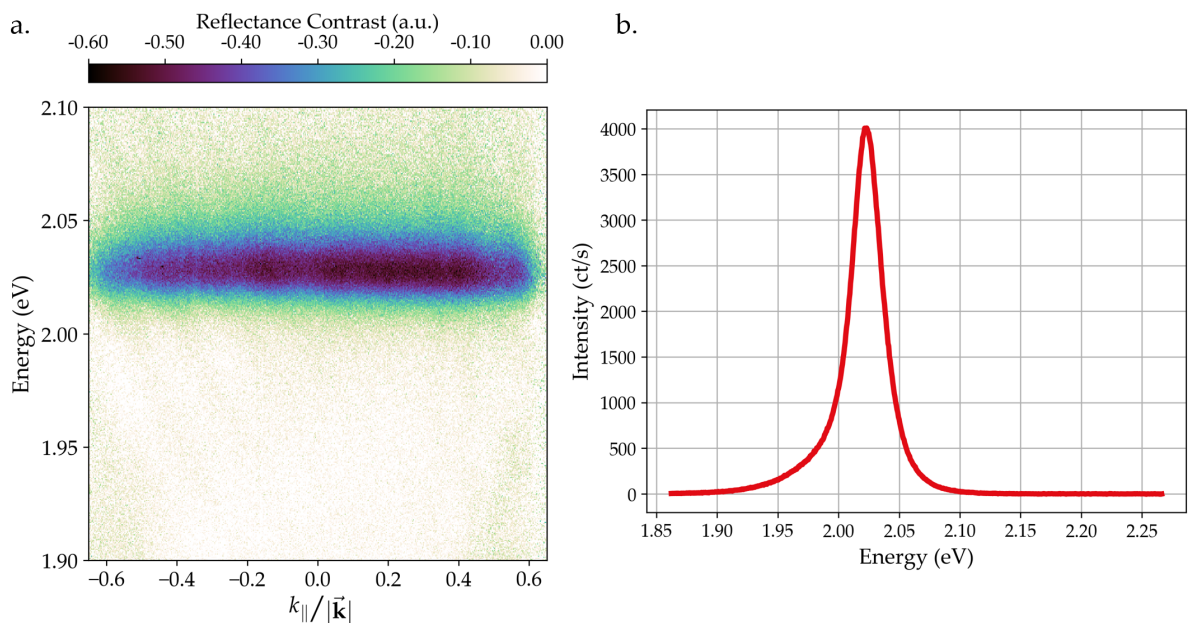 a.
Reflectance Contrast (a.u.)
-0.60 -0.50 -0.40 -0.30 -0.20 -0.10 0.00
2.10
2.05
2.00
1.95
1.90
Energy (eV)
−0.6 −0.4 −0.2 0.0 0.2 0.4 0.6
k∥/|k⃗|
b.
4000
3500
3000
2500
2000
1500
1000
500
0
Intensity (ct/s)
1.85 1.90 1.95 2.00 2.05 2.10 2.15 2.20 2.25
Energy (eV)